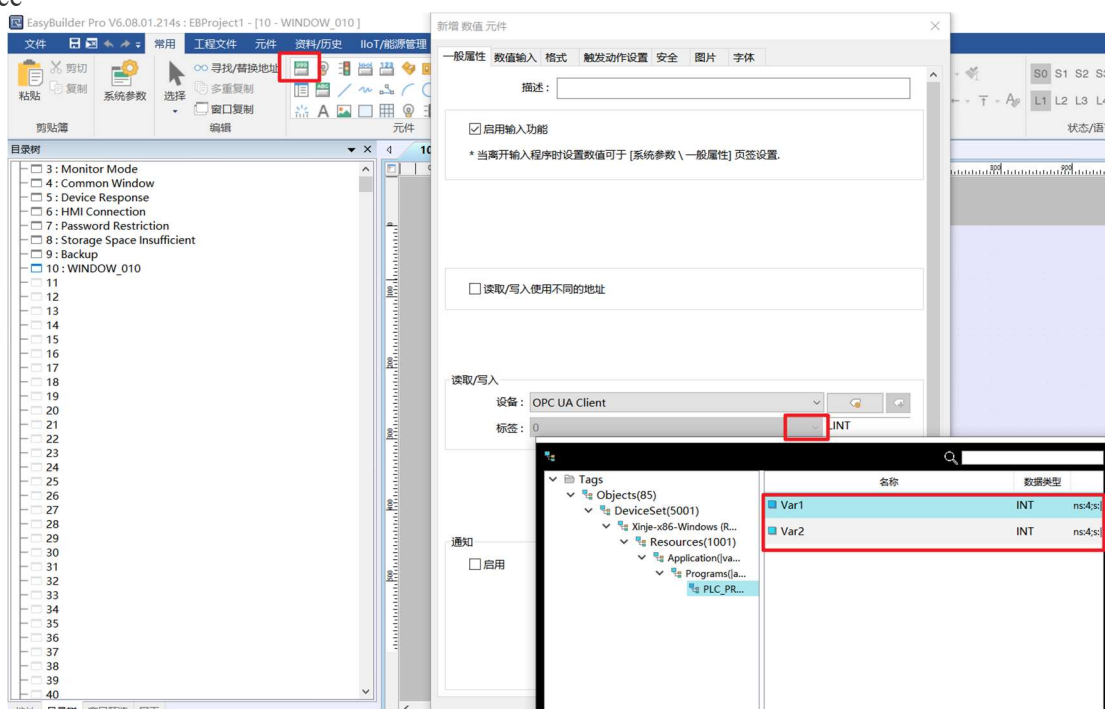 EasyBuilder Pro V6.08.01.214s : EBProject1 - [10 - WINDOW_010 ]
文件 常用 工程文件 元件 资料/历史 IIoT/能源管理
粘贴 剪切 复制
系统参数
选择
寻找/替换地址
多重复制
窗口复制
剪贴簿 编辑 元件
S0 S1 S2
L1 L2 L3
目录树
3 : Monitor Mode
4 : Common Window
5 : Device Response
6 : HMI Connection
7 : Password Restriction
8 : Storage Space Insufficient
9 : Backup
10 : WINDOW_010
11
12
13
14
15
16
17
18
19
20
21
22
23
24
25
26
27
28
29
30
31
32
33
34
35
36
37
38
39
40
新增 数值 元件
一般属性 数值输入 格式 触发动作设置 安全 图片 字体
描述 :
启用输入功能
* 当离开输入程序时设置数值可于 [系统参数 \ 一般属性] 页签设置.
读取/写入使用不同的地址
读取/写入
设备 : OPC UA Client
标签 : 0
LINT
通知
启用
Tags
Objects(85)
DeviceSet(5001)
Xinje-x86-Windows (R...
Resources(1001)
Application(|va...
Programs(|a...
PLC_PR...
名称 数据类型
Var1 INT ns:4;s:|
Var2 INT ns:4;s:|